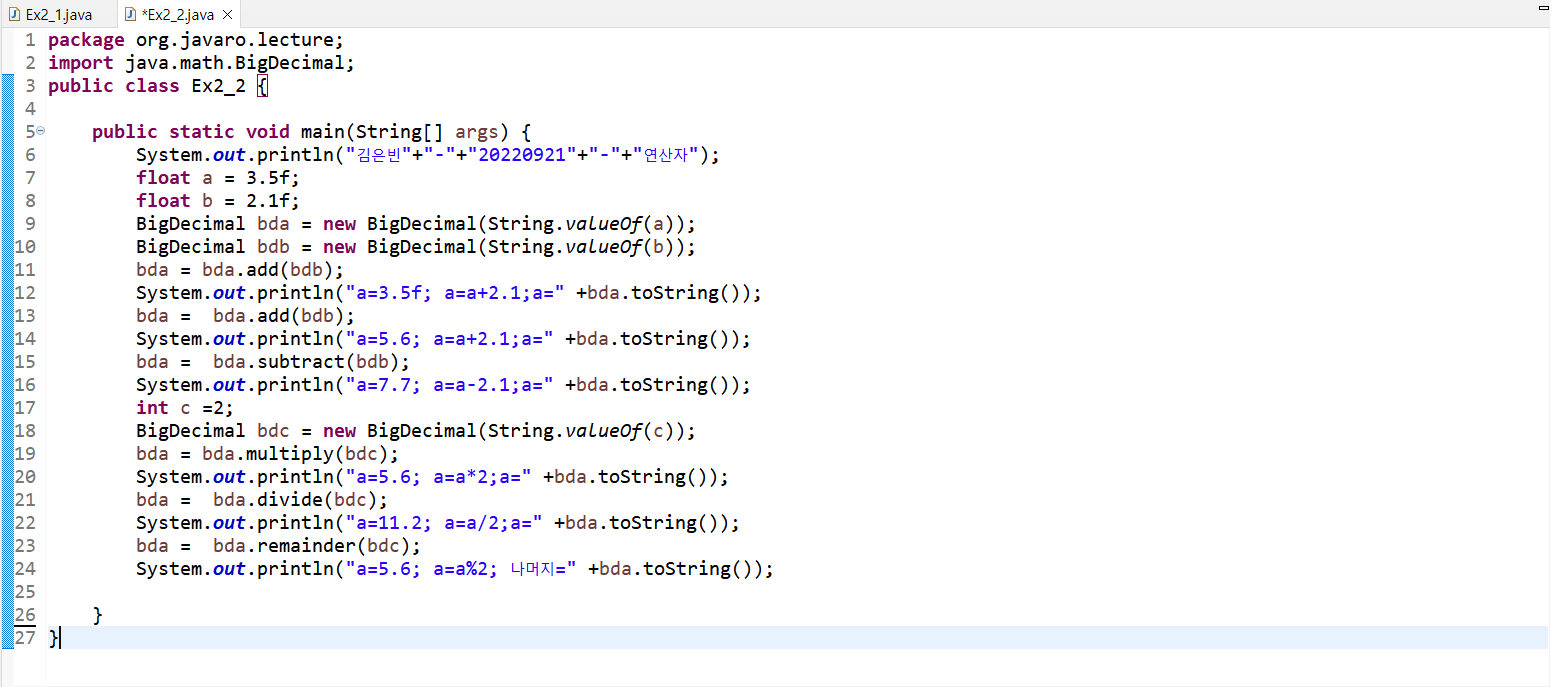 Ex2_1.java *Ex2_2.java
1 package org.javaro.lecture;
2 import java.math.BigDecimal;
3 public class Ex2_2 {
4
5 public static void main(String[] args) {
6 System.out.println("김은빈"+"-"+"20220921"+"-"+"연산자");
7 float a = 3.5f;
8 float b = 2.1f;
9 BigDecimal bda = new BigDecimal(String.valueOf(a));
10 BigDecimal bdb = new BigDecimal(String.valueOf(b));
11 bda = bda.add(bdb);
12 System.out.println("a=3.5f; a=a+2.1;a=" +bda.toString());
13 bda =  bda.add(bdb);
14 System.out.println("a=5.6; a=a+2.1;a=" +bda.toString());
15 bda =  bda.subtract(bdb);
16 System.out.println("a=7.7; a=a-2.1;a=" +bda.toString());
17 int c =2;
18 BigDecimal bdc = new BigDecimal(String.valueOf(c));
19 bda = bda.multiply(bdc);
20 System.out.println("a=5.6; a=a*2;a=" +bda.toString());
21 bda =  bda.divide(bdc);
22 System.out.println("a=11.2; a=a/2;a=" +bda.toString());
23 bda =  bda.remainder(bdc);
24 System.out.println("a=5.6; a=a%2; 나머지=" +bda.toString());
25
26 }
27 }